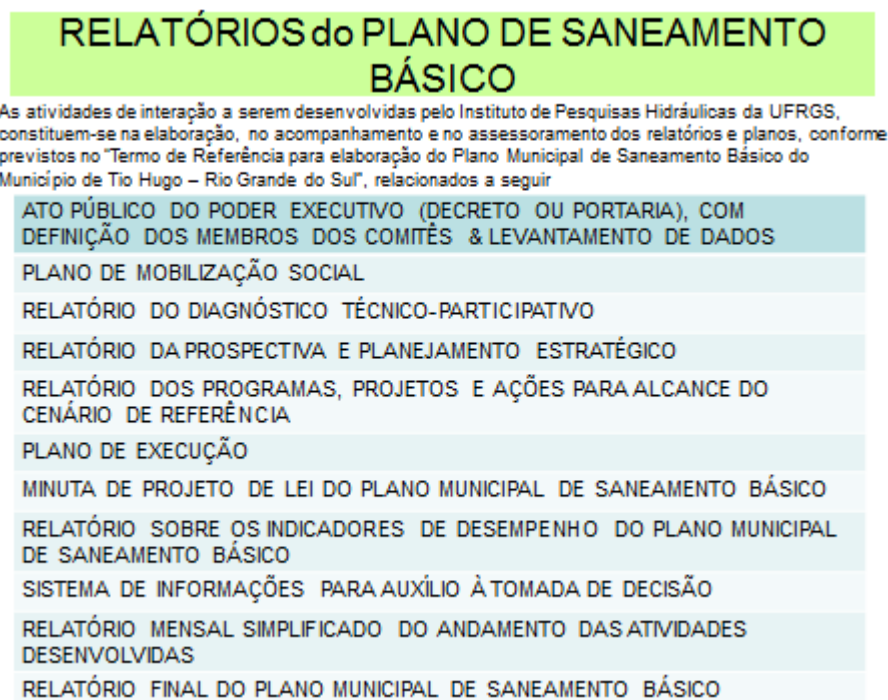 RELATÓRIOS do PLANO DE SANEAMENTO
BÁSICO
As atividades de interação a serem desenvolvidas pelo Instituto de Pesquisas Hidráulicas da UFRGS,
constituem-se na elaboração, no acompanhamento e no assessoramento dos relatórios e planos, conforme
previstos no "Termo de Referência para elaboração do Plano Municipal de Saneamento Básico do
Município de Tio Hugo – Rio Grande do Sul", relacionados a seguir
ATO PÚBLICO DO PODER EXECUTIVO (DECRETO OU PORTARIA), COM
DEFINIÇÃO DOS MEMBROS DOS COMITÊS & LEVANTAMENTO DE DADOS
PLANO DE MOBILIZAÇÃO SOCIAL
RELATÓRIO DO DIAGNÓSTICO TÉCNICO-PARTICIPATIVO
RELATÓRIO DA PROSPECTIVA E PLANEJAMENTO ESTRATÉGICO
RELATÓRIO DOS PROGRAMAS, PROJETOS E AÇÕES PARA ALCANCE DO
CENÁRIO DE REFERÊNCIA
PLANO DE EXECUÇÃO
MINUTA DE PROJETO DE LEI DO PLANO MUNICIPAL DE SANEAMENTO BÁSICO
RELATÓRIO SOBRE OS INDICADORES DE DESEMPENHO DO PLANO MUNICIPAL
DE SANEAMENTO BÁSICO
SISTEMA DE INFORMAÇÕES PARA AUXÍLIO À TOMADA DE DECISÃO
RELATÓRIO MENSAL SIMPLIFICADO DO ANDAMENTO DAS ATIVIDADES
DESENVOLVIDAS
RELATÓRIO FINAL DO PLANO MUNICIPAL DE SANEAMENTO BÁSICO